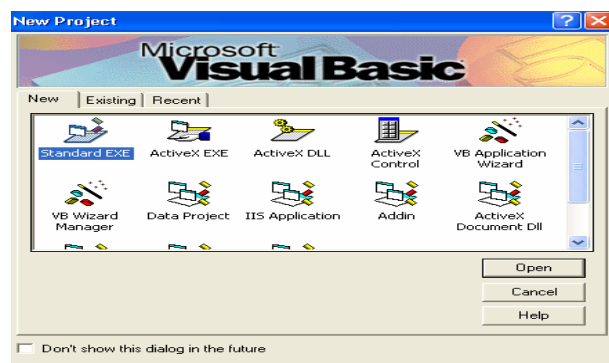 New Project
Microsoft
Visual Basic
New Existing Recent
Standard EXE ActiveX EXE ActiveX DLL ActiveX Control VB Application Wizard
VB Wizard Manager Data Project IIS Application Addin ActiveX Document Dll
Open
Cancel
Help
Don't show this dialog in the future